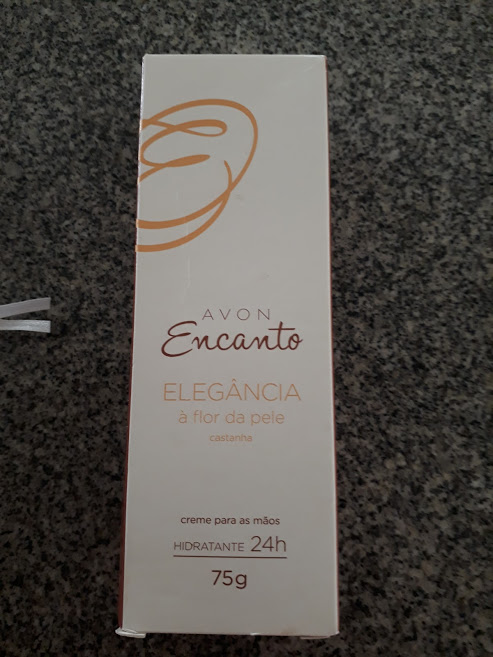 AVON
Encanto
ELEGÂNCIA
à flor da pele
castanha
creme para as mãos
HIDRATANTE 24h
75g